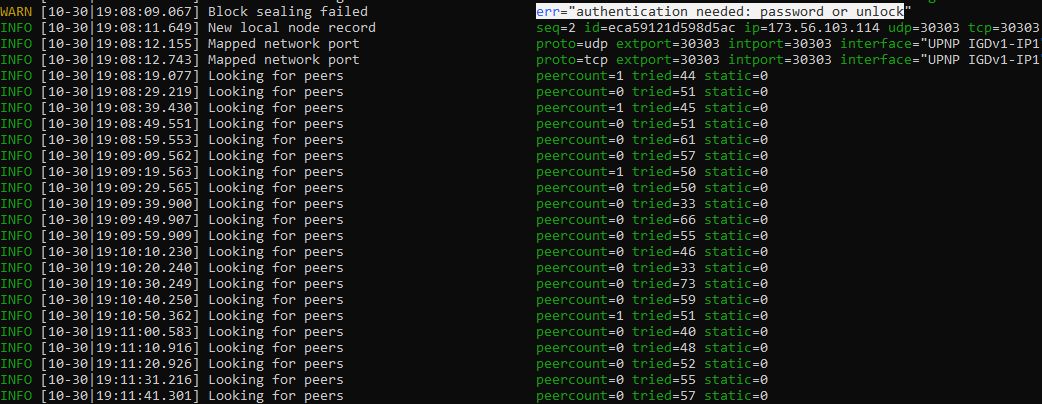 WARN [10-30|19:08:09.067] Block sealing failed err="authentication needed: password or unlock"
INFO [10-30|19:08:11.649] New local node record seq=2 id=eca59121d598d5ac ip=173.56.103.114 udp=30303 tcp=30303
INFO [10-30|19:08:12.155] Mapped network port proto=udp extport=30303 intport=30303 interface="UPNP IGDv1-IP1
INFO [10-30|19:08:12.743] Mapped network port proto=tcp extport=30303 intport=30303 interface="UPNP IGDv1-IP1
INFO [10-30|19:08:19.077] Looking for peers peercount=1 tried=44 static=0
INFO [10-30|19:08:29.219] Looking for peers peercount=0 tried=51 static=0
INFO [10-30|19:08:39.430] Looking for peers peercount=1 tried=45 static=0
INFO [10-30|19:08:49.551] Looking for peers peercount=0 tried=51 static=0
INFO [10-30|19:08:59.553] Looking for peers peercount=0 tried=61 static=0
INFO [10-30|19:09:09.562] Looking for peers peercount=0 tried=57 static=0
INFO [10-30|19:09:19.563] Looking for peers peercount=1 tried=50 static=0
INFO [10-30|19:09:29.565] Looking for peers peercount=0 tried=50 static=0
INFO [10-30|19:09:39.900] Looking for peers peercount=0 tried=33 static=0
INFO [10-30|19:09:49.907] Looking for peers peercount=0 tried=66 static=0
INFO [10-30|19:09:59.909] Looking for peers peercount=0 tried=55 static=0
INFO [10-30|19:10:10.230] Looking for peers peercount=0 tried=46 static=0
INFO [10-30|19:10:20.240] Looking for peers peercount=0 tried=33 static=0
INFO [10-30|19:10:30.249] Looking for peers peercount=0 tried=73 static=0
INFO [10-30|19:10:40.250] Looking for peers peercount=0 tried=59 static=0
INFO [10-30|19:10:50.362] Looking for peers peercount=1 tried=51 static=0
INFO [10-30|19:11:00.583] Looking for peers peercount=0 tried=40 static=0
INFO [10-30|19:11:10.916] Looking for peers peercount=0 tried=48 static=0
INFO [10-30|19:11:20.926] Looking for peers peercount=0 tried=52 static=0
INFO [10-30|19:11:31.216] Looking for peers peercount=0 tried=55 static=0
INFO [10-30|19:11:41.301] Looking for peers peercount=0 tried=57 static=0